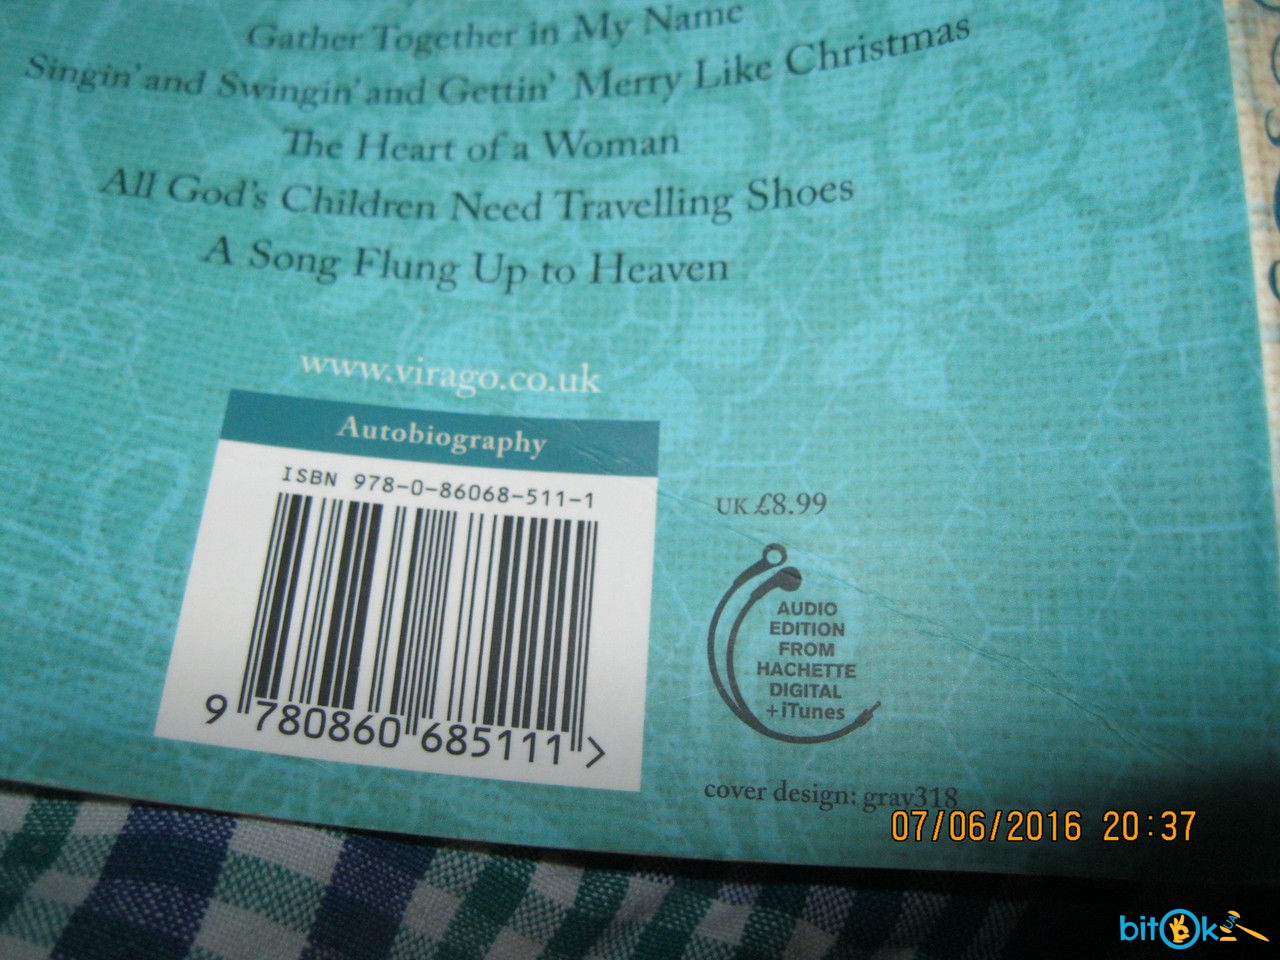 Gather Together in My Name
Singin' and Swingin' and Gettin' Merry Like Christmas
The Heart of a Woman
All God's Children Need Travelling Shoes
A Song Flung Up to Heaven
www.virago.co.uk
Autobiography
ISBN 978-0-86068-511-1
9 780860 685111 >
UK £8.99
AUDIO
EDITION
FROM
HACHETTE
DIGITAL
+iTunes
cover design: gray318
07/06/2016 20:37
bitOk UA